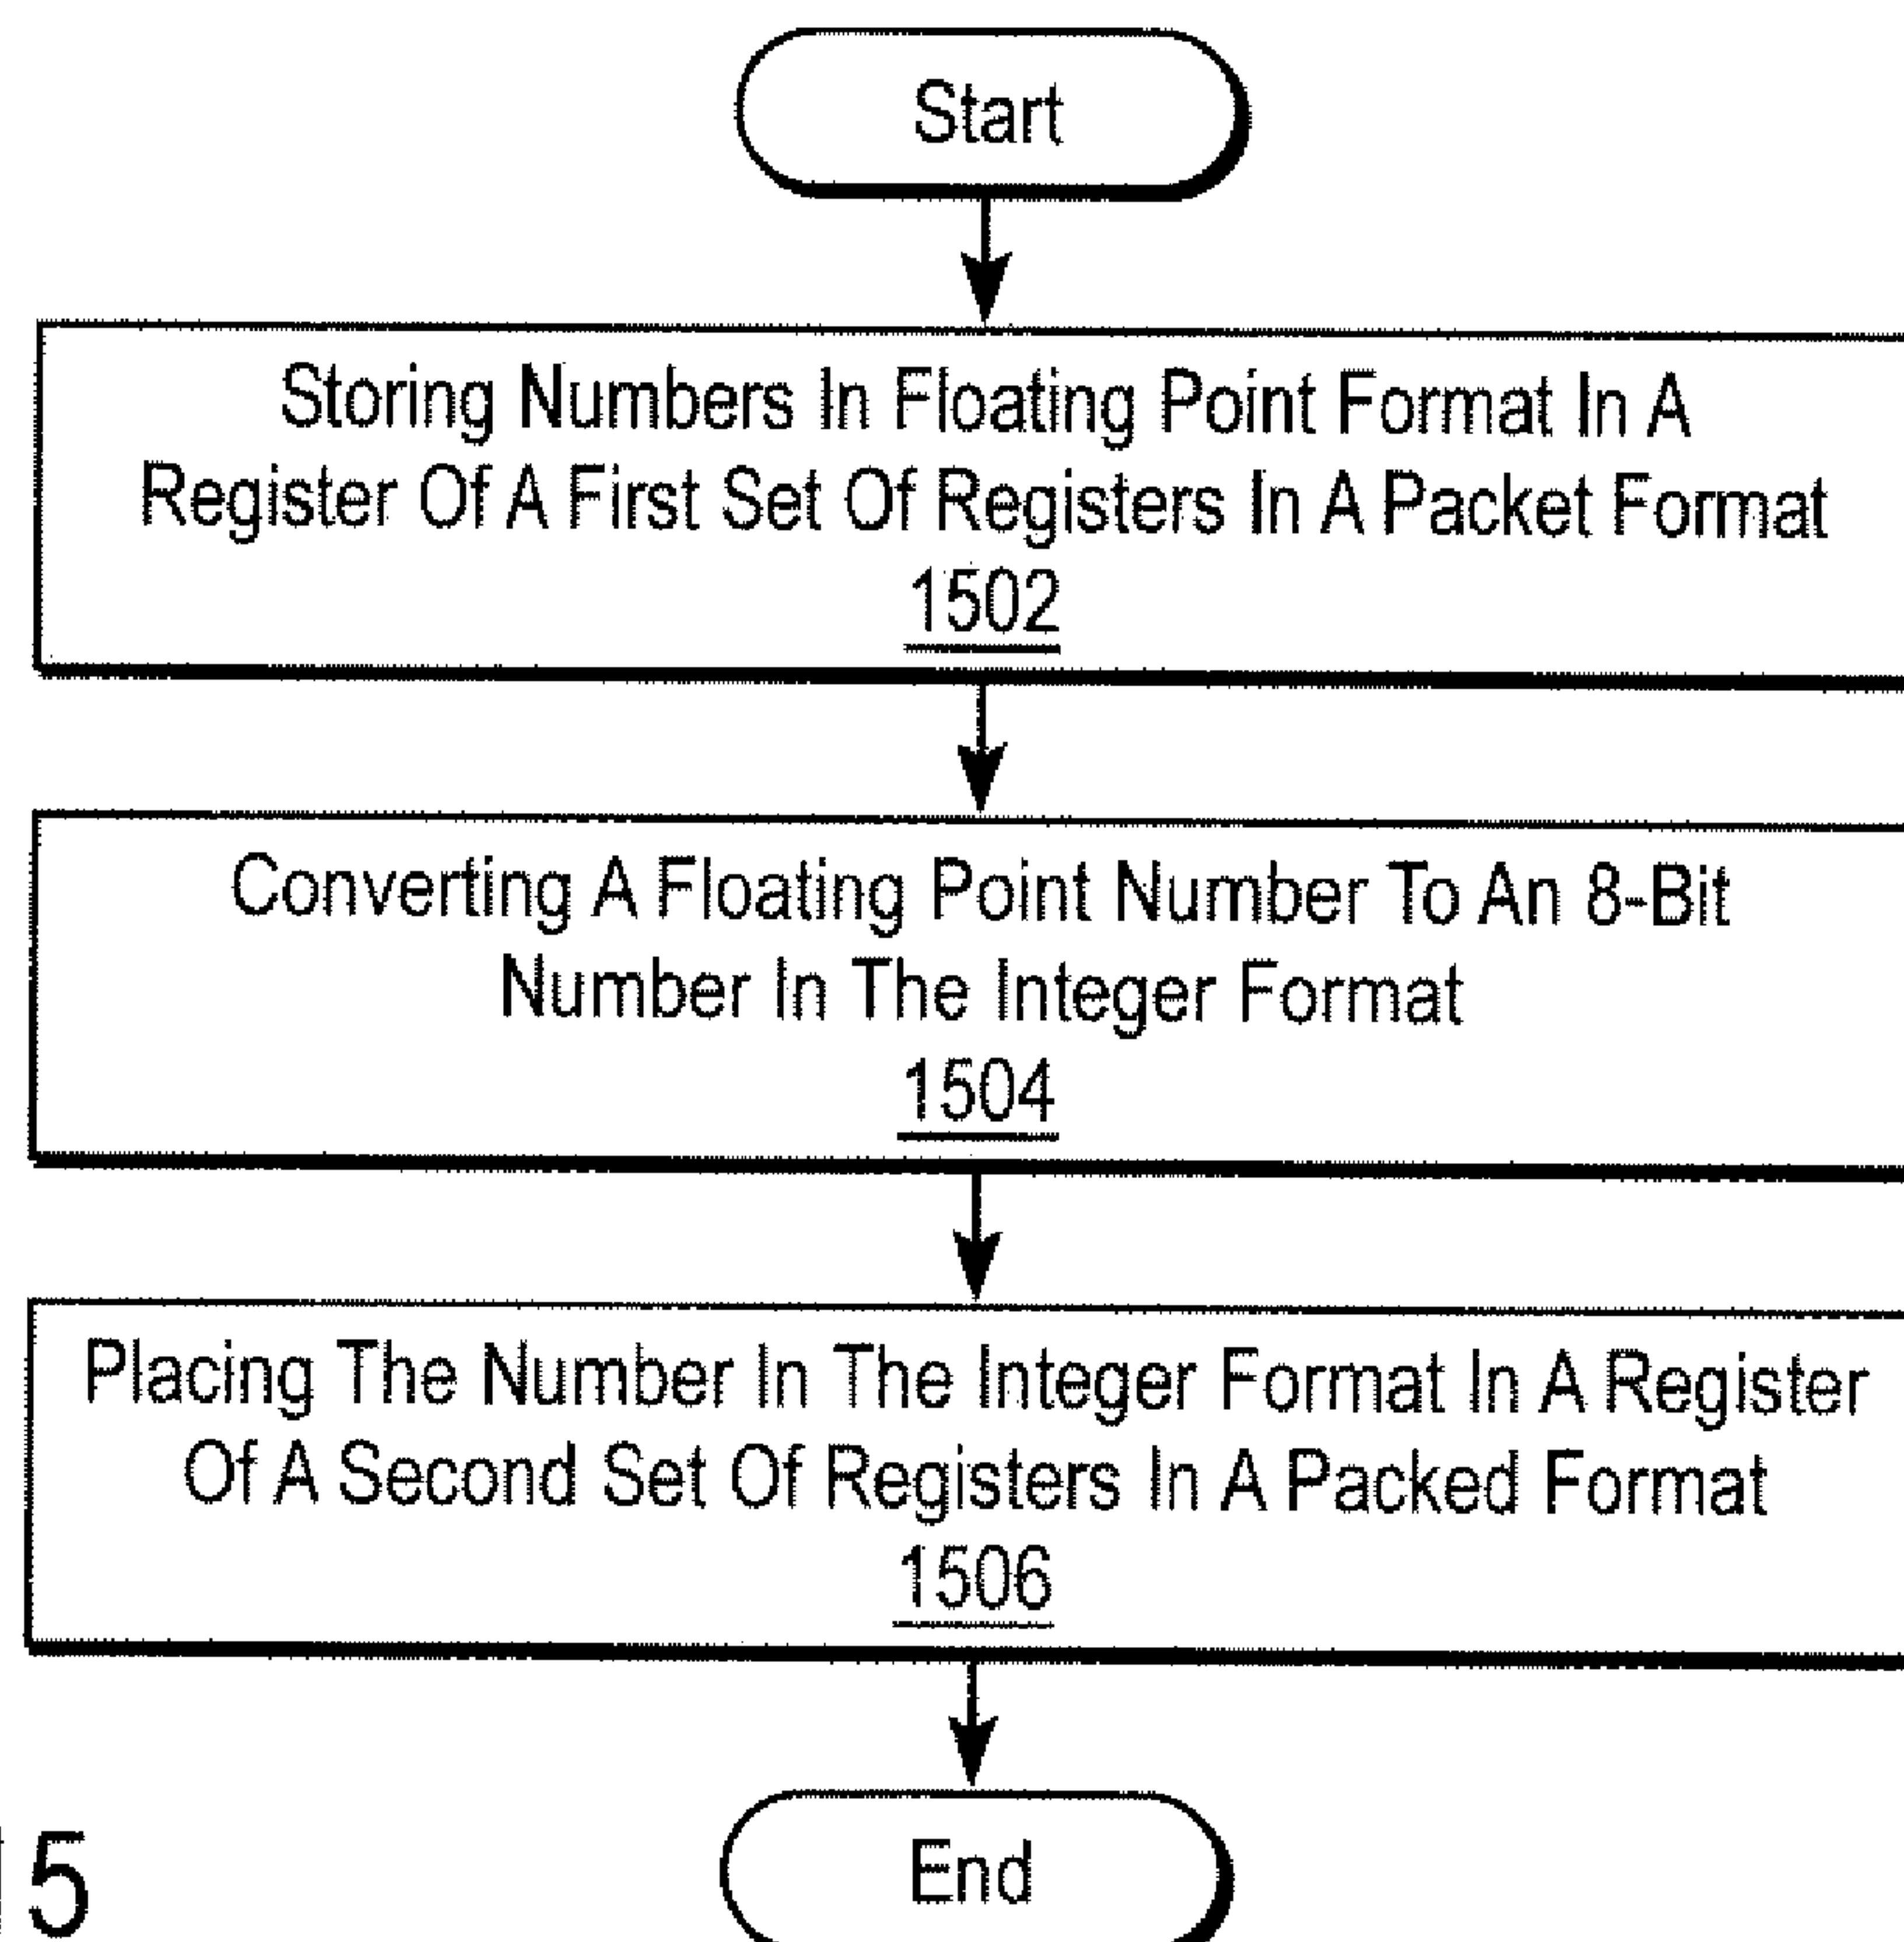 Start
Storing Numbers In Floating Point Format In A
Register Of A First Set Of Registers In A Packet Format
1502
Converting A Floating Point Number To An 8-Bit
Number In The Integer Format
1504
Placing The Number In The Integer Format In A Register
Of A Second Set Of Registers In A Packed Format
1506
End
15